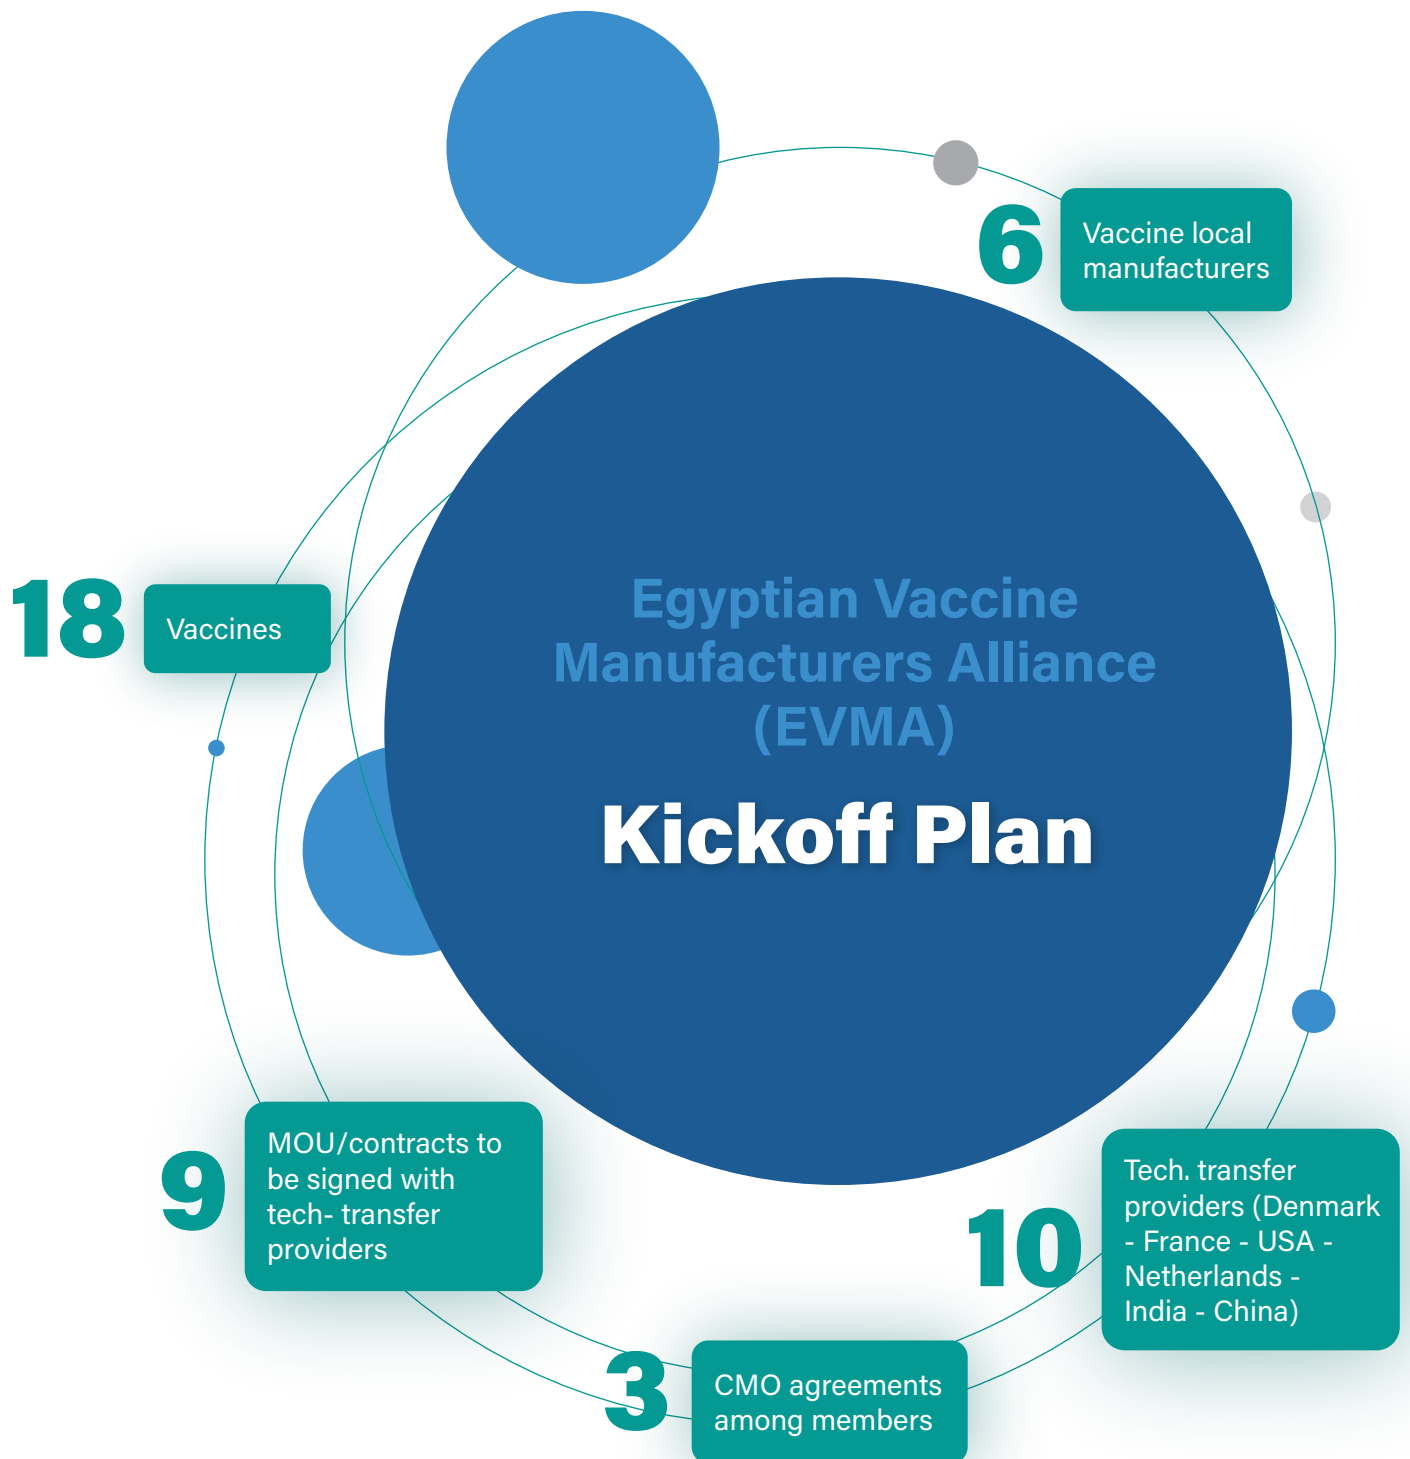 Egyptian Vaccine
Manufacturers Alliance
(EVMA)
Kickoff Plan
6
Vaccine local
manufacturers
10
Tech. transfer
providers (Denmark
- France - USA -
Netherlands -
India - China)
3
CMO agreements
among members
9
MOU/contracts to
be signed with
tech- transfer
providers
18
Vaccines